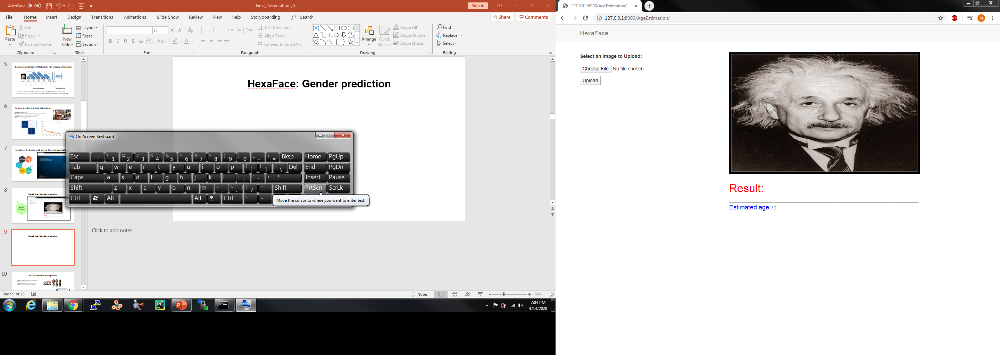 AutoSave Off
Final_Presentation (2)
Sign in
File Home Insert Design Transitions Animations Slide Show Review View Help Storyboarding Search
Share Comments
Paste
Cut
Copy
Format Painter
Clipboard
New Slide
Layout
Reset
Section
Slides
12
B I U S ab AV Aa A
Font
Text Direction
Align Text
Convert to SmartArt
Paragraph
Arrange
Quick Styles
Shape Fill
Shape Outline
Shape Effects
Drawing
Find
Replace
Select
Editing
5
Convolutional Neural Networks for feature extraction
6
Gender prediction, Age estimation
7
HexaFace: AI-based web portal for face applicati
8
HexaFace: Gender prediction
Gender Prediction
9
HexaFace: Gender prediction
10
Facial emotion recognition
HexaFace: Gender prediction
On-Screen Keyboard
Esc ~ ` ! 1 @ 2 # 3 $ 4 % 5 ^ 6 & 7 * 8 ( 9 ) 0 _ - + = Bksp Home PgUp
Tab q w e r t y u i o p { [ } ] | \ Del End PgDn
Caps a s d f g h j k l : ; " ' Insert Pause
Shift z x c v b n m < , > . ? / ↑ Shift PrtScn ScrLk
Ctrl Alt Alt Ctrl ← ↓
Move the cursor to where you want to enter text.
Click to add notes
Slide 9 of 23
Notes
66%
7:03 PM
4/13/2020
127.0.0.1:8000/AgeEstimation/
127.0.0.1:8000/AgeEstimation/
ABP
M
HexaFace
Select an Image to Upload:
Choose File No file chosen
Upload
Result:
Estimated age:70